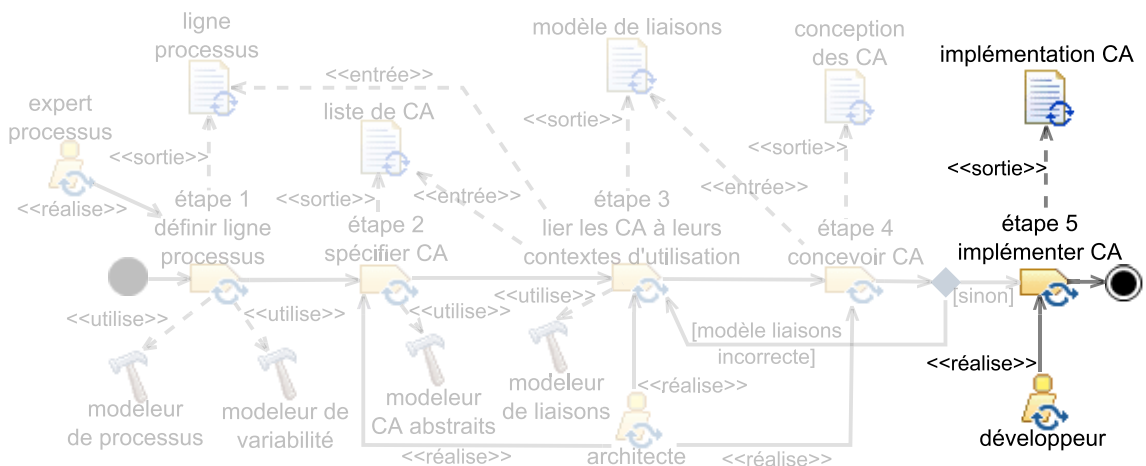 ligne
processus
modèle de liaisons
conception
des CA
implémentation CA
<<entrée>>
expert
processus
liste de CA
<<sortie>>
<<sortie>>
<<sortie>>
<<sortie>>
<<réalise>>
étape 1
définir ligne
processus
<<sortie>>
<<entrée>>
<<entrée>>
étape 2
spécifier CA
étape 3
lier les CA à leurs
contextes d'utilisation
étape 4
concevoir CA
étape 5
implémenter CA
<<utilise>>
<<utilise>>
<<utilise>>
<<utilise>>
[sinon]
[modèle liaisons
incorrecte]
<<réalise>>
<<réalise>>
modeleur
de processus
modeleur de
variabilité
modeleur
CA abstraits
modeleur
de liaisons
<<réalise>>
architecte
<<réalise>>
développeur